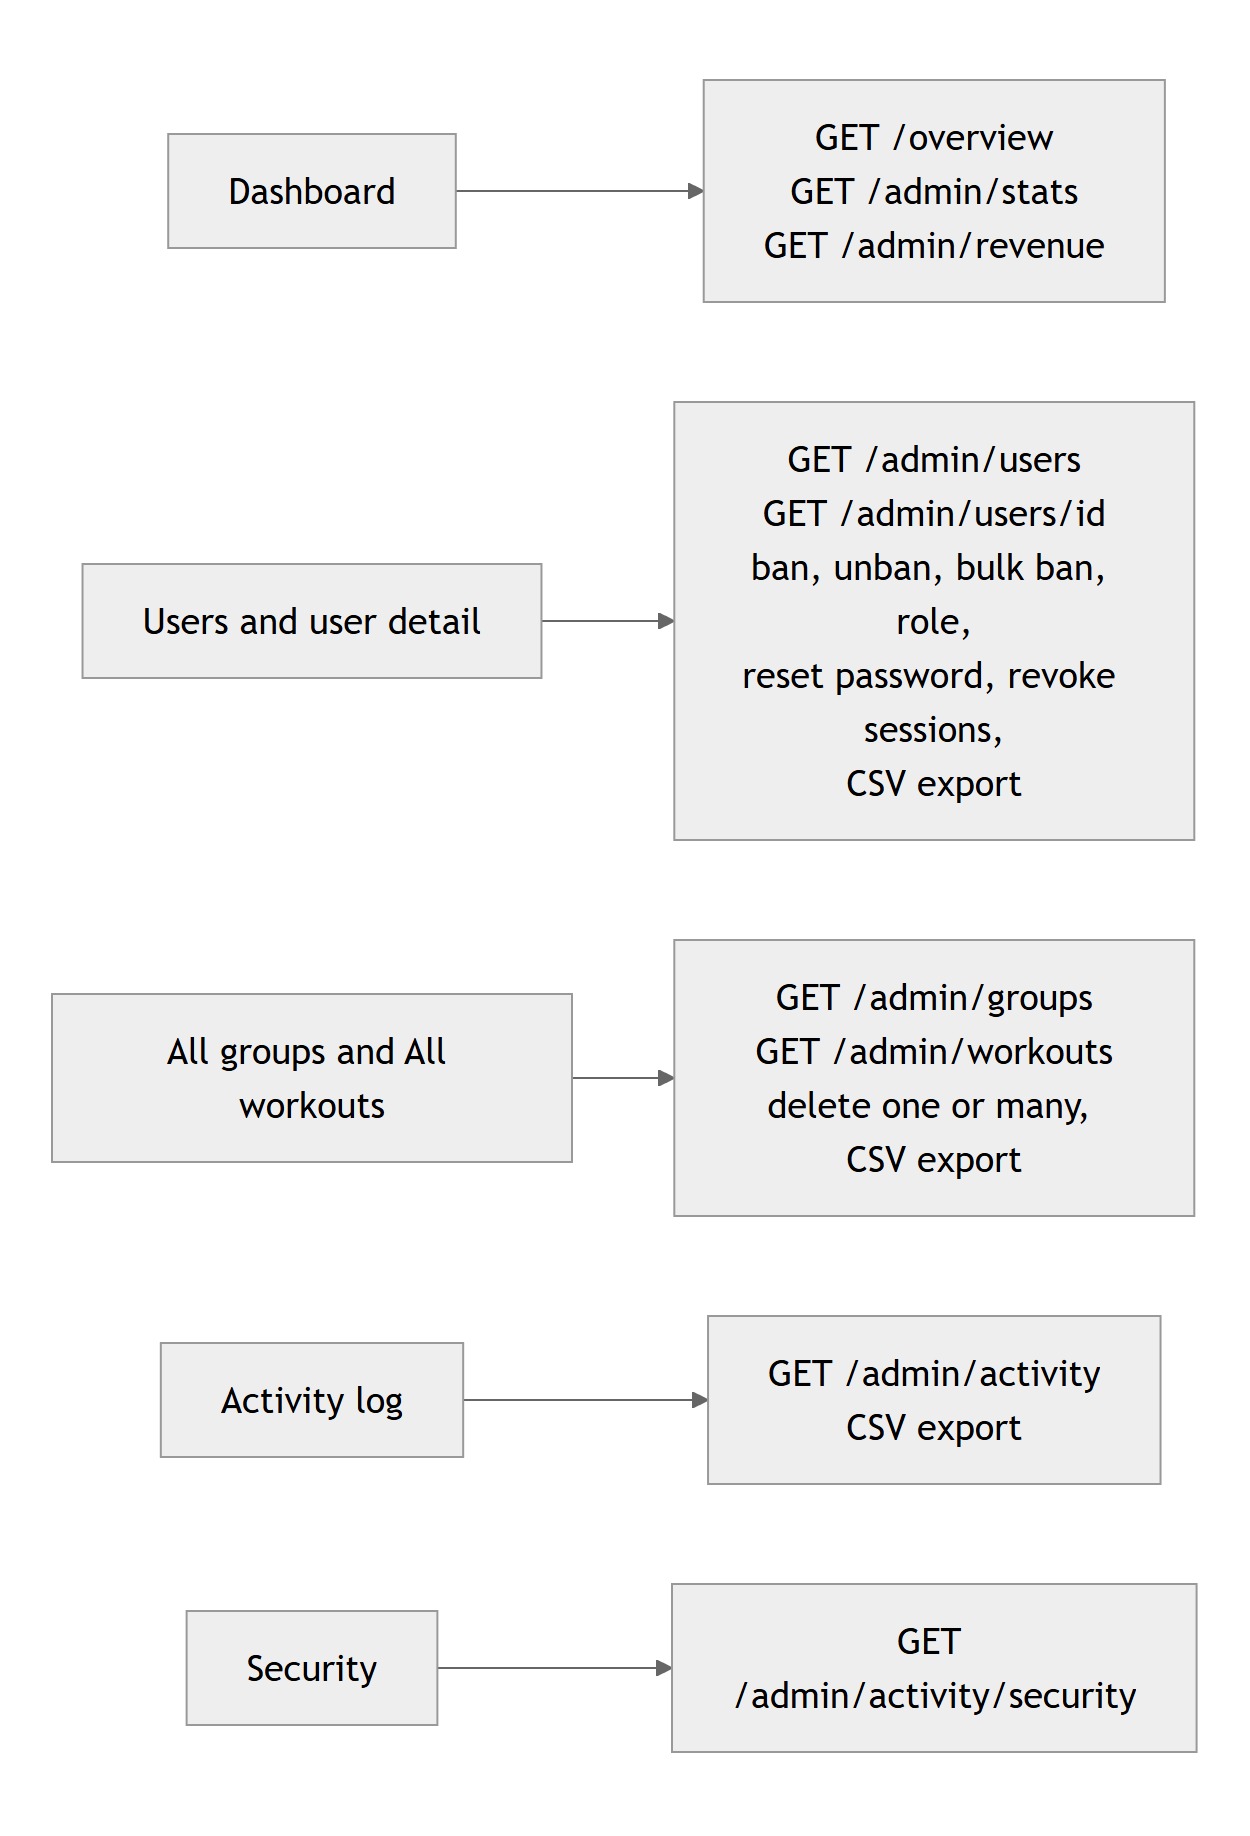 Dashboard
GET /overview
GET /admin/stats
GET /admin/revenue
Users and user detail
GET /admin/users
GET /admin/users/id
ban, unban, bulk ban,
role,
reset password, revoke
sessions,
CSV export
All groups and All
workouts
GET /admin/groups
GET /admin/workouts
delete one or many,
CSV export
Activity log
GET /admin/activity
CSV export
Security
GET
/admin/activity/security